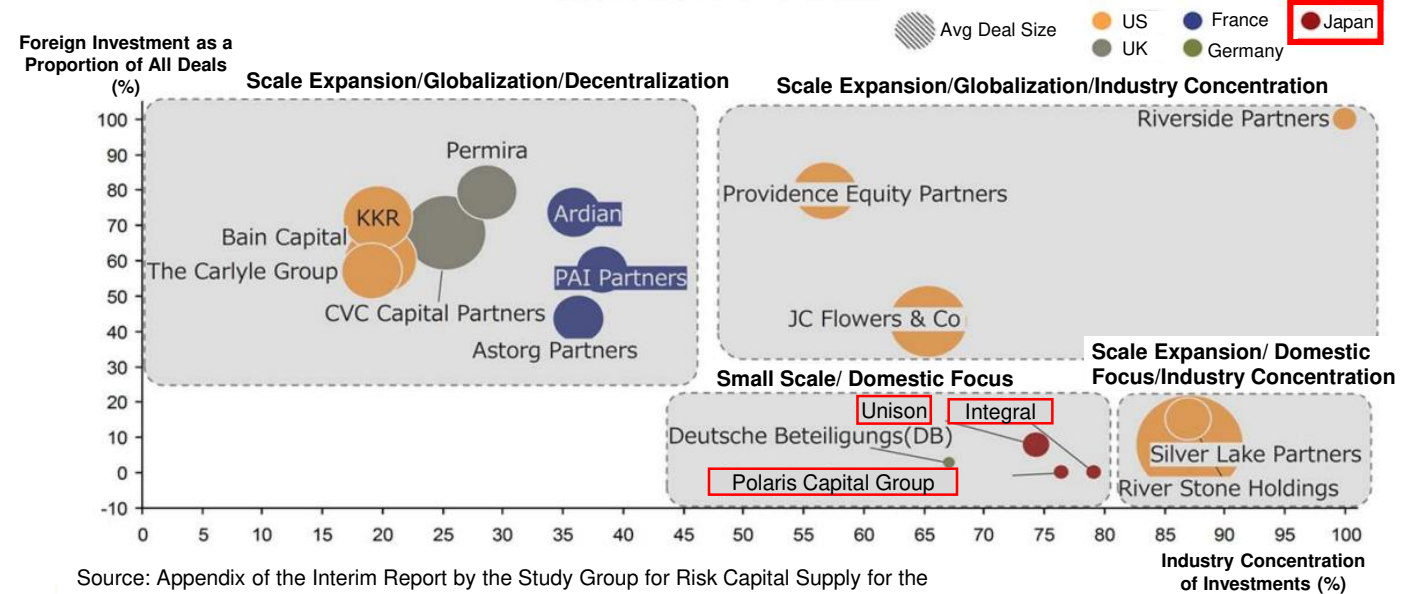 Avg Deal Size
US
France
Japan
UK
Germany
Foreign Investment as a
Proportion of All Deals
(%)
Scale Expansion/Globalization/Decentralization
Scale Expansion/Globalization/Industry Concentration
100
90
80
70
60
50
40
30
20
10
0
-10
Permira
KKR
Bain Capital
The Carlyle Group
CVC Capital Partners
Ardian
PAI Partners
Astorg Partners
Riverside Partners
Providence Equity Partners
JC Flowers & Co
Scale Expansion/ Domestic
Focus/Industry Concentration
Small Scale/ Domestic Focus
Unison
Integral
Deutsche Beteiligungs(DB)
Polaris Capital Group
Silver Lake Partners
River Stone Holdings
0 5 10 15 20 25 30 35 40 45 50 55 60 65 70 75 80 85 90 95 100
Industry Concentration
of Investments (%)
Source: Appendix of the Interim Report by the Study Group for Risk Capital Supply for the